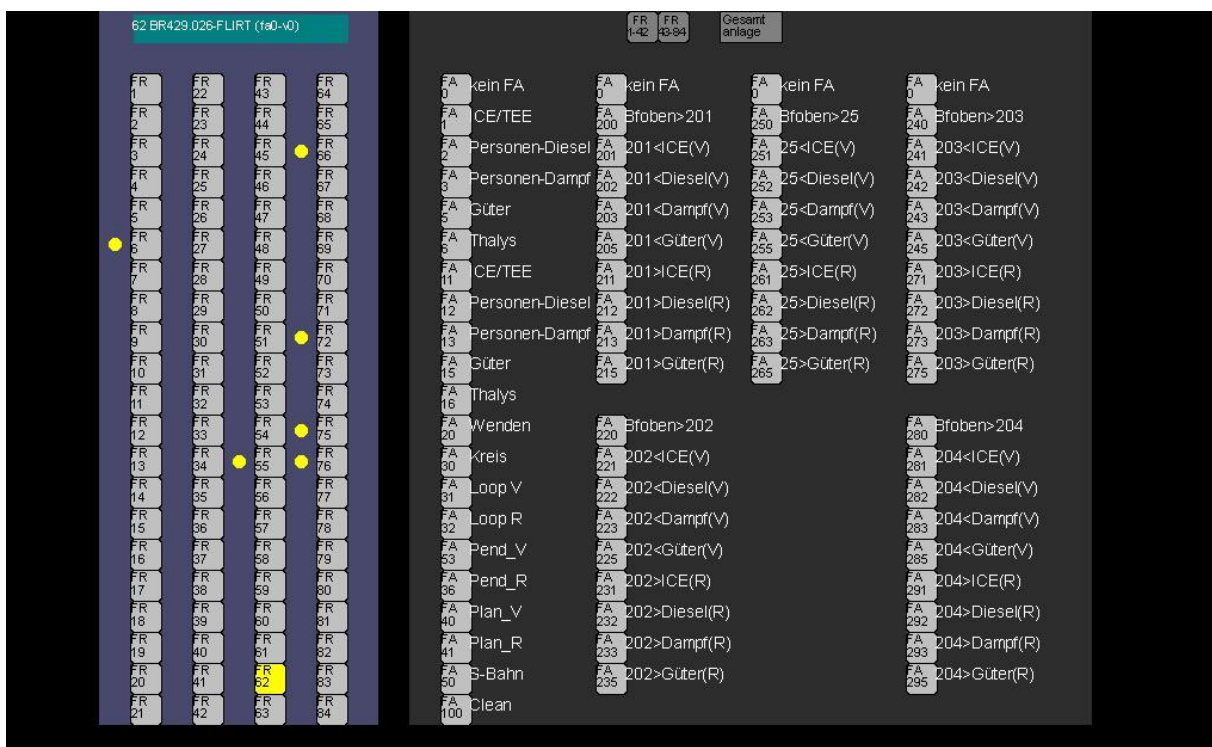 62 BR429.026-FLIRT (fa0-v0)
FR 1-42 FR 43-84 Gesamt anlage
FR 1 FR 22 FR 43 FR 64 FA 0 kein FA FA 0 kein FA FA 0 kein FA FA 0 kein FA
FR 2 FR 23 FR 44 FR 65 FA 1 ICE/TEE FA 200 Bfoben>201 FA 250 Bfoben>25 FA 240 Bfoben>203
FR 3 FR 24 FR 45 FR 66 FA 2 Personen-Diesel FA 201 201<ICE(V) FA 251 25<ICE(V) FA 241 203<ICE(V)
FR 4 FR 25 FR 46 FR 67 FA 3 Personen-Dampf FA 202 201<Diesel(V) FA 252 25<Diesel(V) FA 242 203<Diesel(V)
FR 5 FR 26 FR 47 FR 68 FA 5 Güter FA 203 201<Dampf(V) FA 253 25<Dampf(V) FA 243 203<Dampf(V)
FR 6 FR 27 FR 48 FR 69 FA 6 Thalys FA 205 201<Güter(V) FA 255 25<Güter(V) FA 245 203<Güter(V)
FR 7 FR 28 FR 49 FR 70 FA 11 ICE/TEE FA 211 201>ICE(R) FA 261 25>ICE(R) FA 271 203>ICE(R)
FR 8 FR 29 FR 50 FR 71 FA 12 Personen-Diesel FA 212 201>Diesel(R) FA 262 25>Diesel(R) FA 272 203>Diesel(R)
FR 9 FR 30 FR 51 FR 72 FA 13 Personen-Dampf FA 213 201>Dampf(R) FA 263 25>Dampf(R) FA 273 203>Dampf(R)
FR 10 FR 31 FR 52 FR 73 FA 15 Güter FA 215 201>Güter(R) FA 265 25>Güter(R) FA 275 203>Güter(R)
FR 11 FR 32 FR 53 FR 74 FA 16 Thalys
FR 12 FR 33 FR 54 FR 75 FA 20 Wenden FA 220 Bfoben>202 FA 280 Bfoben>204
FR 13 FR 34 FR 55 FR 76 FA 30 Kreis FA 221 202<ICE(V) FA 281 204<ICE(V)
FR 14 FR 35 FR 56 FR 77 FA 31 Loop V FA 222 202<Diesel(V) FA 282 204<Diesel(V)
FR 15 FR 36 FR 57 FR 78 FA 32 Loop R FA 223 202<Dampf(V) FA 283 204<Dampf(V)
FR 16 FR 37 FR 58 FR 79 FA 53 Pend_V FA 225 202<Güter(V) FA 285 204<Güter(V)
FR 17 FR 38 FR 59 FR 80 FA 36 Pend_R FA 231 202>ICE(R) FA 291 204>ICE(R)
FR 18 FR 39 FR 60 FR 81 FA 40 Plan_V FA 232 202>Diesel(R) FA 292 204>Diesel(R)
FR 19 FR 40 FR 61 FR 82 FA 41 Plan_R FA 233 202>Dampf(R) FA 293 204>Dampf(R)
FR 20 FR 41 FR 62 FR 83 FA 50 S-Bahn FA 235 202>Güter(R) FA 295 204>Güter(R)
FR 21 FR 42 FR 63 FR 84 FA 100 Clean